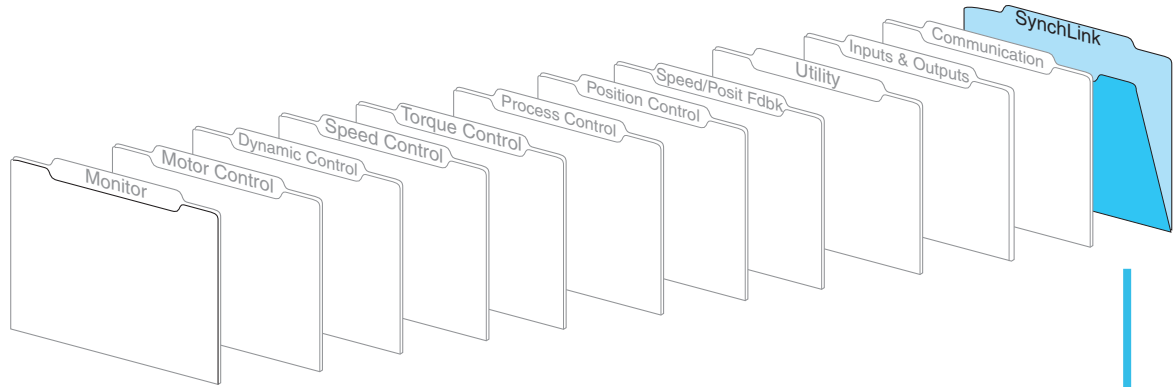 Monitor
Motor Control
Dynamic Control
Speed Control
Torque Control
Process Control
Position Control
Speed/Posit Fdbk
Utility
Inputs & Outputs
Communication
SynchLink